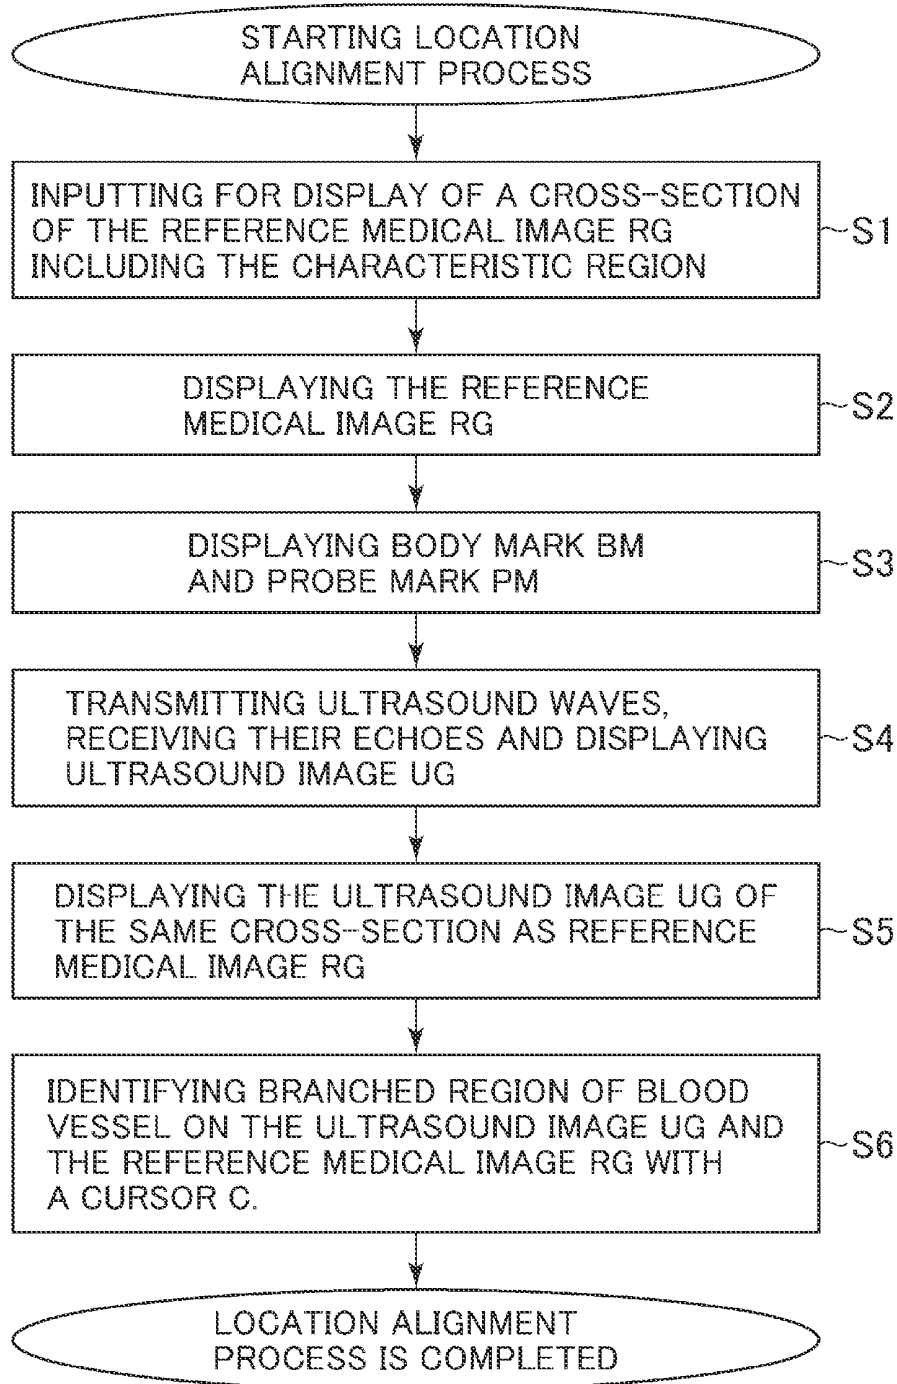 STARTING LOCATION
ALIGNMENT PROCESS
INPUTTING FOR DISPLAY OF A CROSS-SECTION
OF THE REFERENCE MEDICAL IMAGE RG
INCLUDING THE CHARACTERISTIC REGION
S1
DISPLAYING THE REFERENCE
MEDICAL IMAGE RG
S2
DISPLAYING BODY MARK BM
AND PROBE MARK PM
S3
TRANSMITTING ULTRASOUND WAVES,
RECEIVING THEIR ECHOES AND DISPLAYING
ULTRASOUND IMAGE UG
S4
DISPLAYING THE ULTRASOUND IMAGE UG OF
THE SAME CROSS-SECTION AS REFERENCE
MEDICAL IMAGE RG
S5
IDENTIFYING BRANCHED REGION OF BLOOD
VESSEL ON THE ULTRASOUND IMAGE UG AND
THE REFERENCE MEDICAL IMAGE RG WITH
A CURSOR C.
S6
LOCATION ALIGNMENT
PROCESS IS COMPLETED